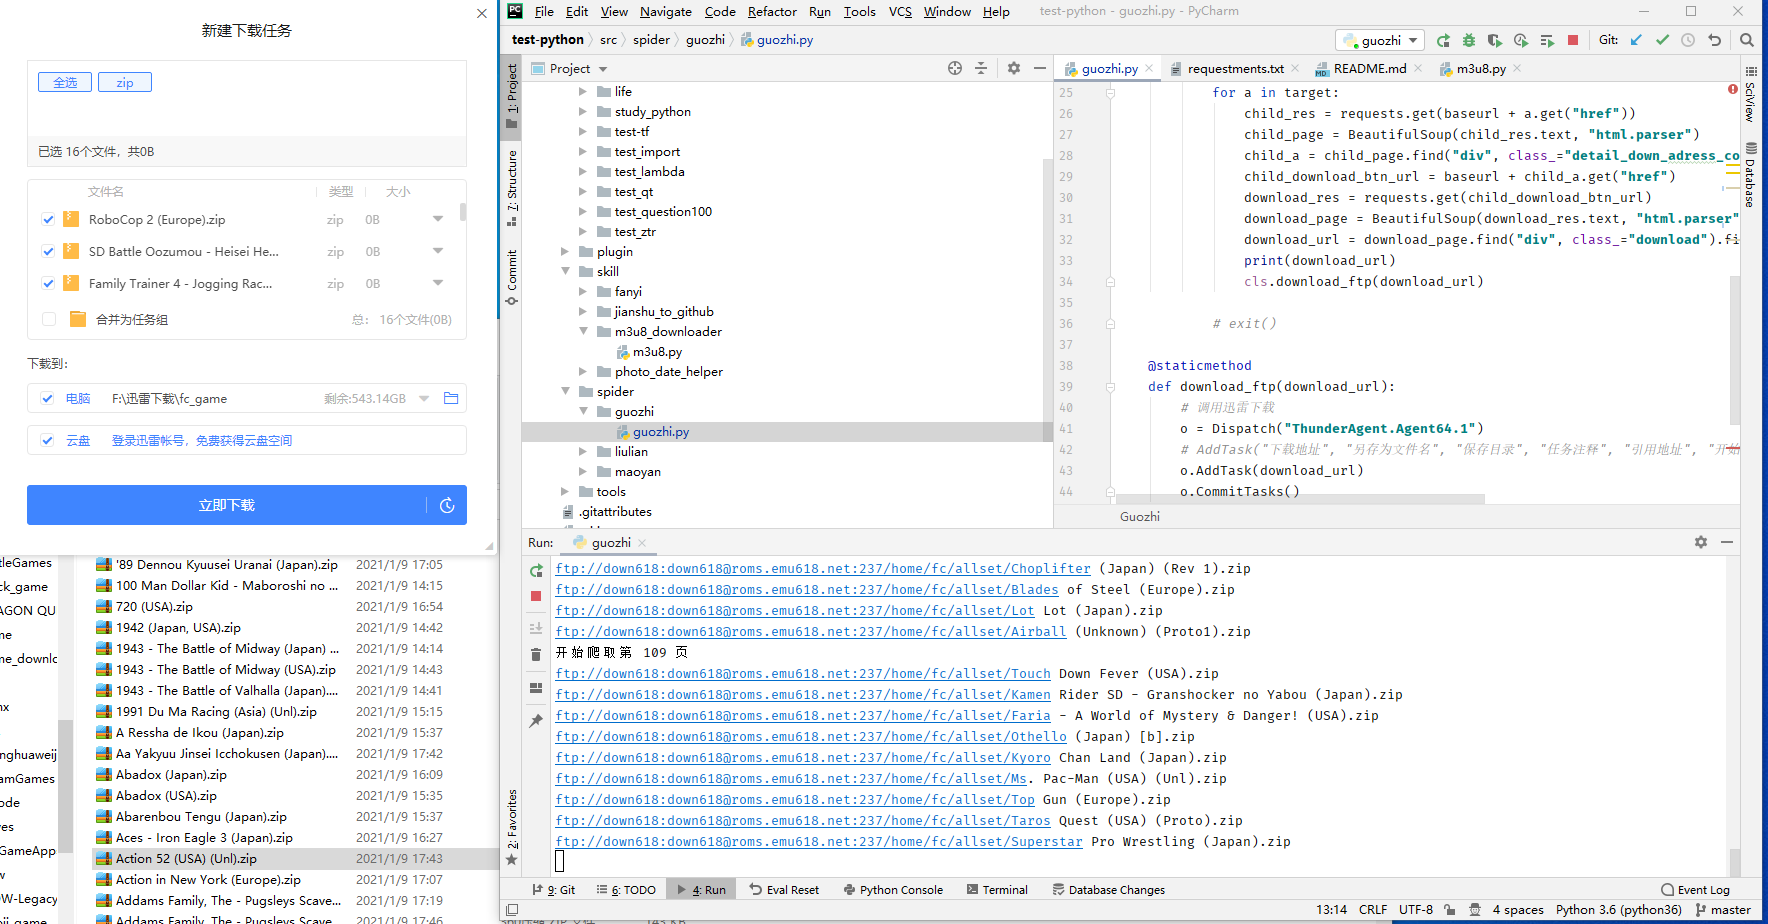 新建下载任务
全选 zip
已选 16个文件，共0B
文件名 类型 大小
RoboCop 2 (Europe).zip zip 0B
SD Battle Oozumou - Heisei He... zip 0B
Family Trainer 4 - Jogging Rac... zip 0B
合并为任务组 总： 16个文件(0B)
下载到:
电脑 F:\迅雷下载\fc_game 剩余:543.14GB
云盘 登录迅雷帐号，免费获得云盘空间
立即下载
tleGames
ck_game
AGON QU
me
me_downlc
nx
nghuaweij
amGames
ode
ves
GameApp
w
OW-Legacy
'89 Dennou Kyuusei Uranai (Japan).zip 2021/1/9 17:05
100 Man Dollar Kid - Maboroshi no ... 2021/1/9 14:15
720 (USA).zip 2021/1/9 16:54
1942 (Japan, USA).zip 2021/1/9 14:42
1943 - The Battle of Midway (Japan) ... 2021/1/9 14:14
1943 - The Battle of Midway (USA).zip 2021/1/9 14:43
1943 - The Battle of Valhalla (Japan).... 2021/1/9 14:41
1991 Du Ma Racing (Asia) (Unl).zip 2021/1/9 15:15
A Ressha de Ikou (Japan).zip 2021/1/9 15:37
Aa Yakyuu Jinsei Icchokusen (Japan).... 2021/1/9 17:42
Abadox (Japan).zip 2021/1/9 16:09
Abadox (USA).zip 2021/1/9 15:35
Abarenbou Tengu (Japan).zip 2021/1/9 15:37
Aces - Iron Eagle 3 (Japan).zip 2021/1/9 16:27
Action 52 (USA) (Unl).zip 2021/1/9 17:43
Action in New York (Europe).zip 2021/1/9 17:07
Addams Family, The - Pugsleys Scave... 2021/1/9 17:19
Addams Family, The - Pugsleys Scave... 2021/1/9 17:46
PC File Edit View Navigate Code Refactor Run Tools VCS Window Help test-python - guozhi.py - PyCharm
test-python src spider guozhi guozhi.py guozhi Git:
1: Project
7: Structure
Commit
2: Favorites
Project
life
study_python
test-tf
test_import
test_lambda
test_qt
test_question100
test_ztr
plugin
skill
fanyi
jianshu_to_github
m3u8_downloader
m3u8.py
photo_date_helper
spider
guozhi
guozhi.py
liulian
maoyan
tools
.gitattributes
guozhi.py requestments.txt README.md m3u8.py
25 for a in target:
26 child_res = requests.get(baseurl + a.get("href"))
27 child_page = BeautifulSoup(child_res.text, "html.parser")
28 child_a = child_page.find("div", class_="detail_down_adress_co
29 child_download_btn_url = baseurl + child_a.get("href")
30 download_res = requests.get(child_download_btn_url)
31 download_page = BeautifulSoup(download_res.text, "html.parser"
32 download_url = download_page.find("div", class_="download").fi
33 print(download_url)
34 cls.download_ftp(download_url)
35
36 # exit()
37
38 @staticmethod
39 def download_ftp(download_url):
40 # 调用迅雷下载
41 o = Dispatch("ThunderAgent.Agent64.1")
42 # AddTask("下载地址", "另存为文件名", "保存目录", "任务注释", "引用地址", "开始
43 o.AddTask(download_url)
44 o.CommitTasks()
Guozhi
SciView
Database
Run: guozhi
ftp://down618:down618@roms.emu618.net:237/home/fc/allset/Choplifter (Japan) (Rev 1).zip
ftp://down618:down618@roms.emu618.net:237/home/fc/allset/Blades of Steel (Europe).zip
ftp://down618:down618@roms.emu618.net:237/home/fc/allset/Lot Lot (Japan).zip
ftp://down618:down618@roms.emu618.net:237/home/fc/allset/Airball (Unknown) (Proto1).zip
开始爬取第 109 页
ftp://down618:down618@roms.emu618.net:237/home/fc/allset/Touch Down Fever (USA).zip
ftp://down618:down618@roms.emu618.net:237/home/fc/allset/Kamen Rider SD - Granshocker no Yabou (Japan).zip
ftp://down618:down618@roms.emu618.net:237/home/fc/allset/Faria - A World of Mystery & Danger! (USA).zip
ftp://down618:down618@roms.emu618.net:237/home/fc/allset/Othello (Japan) [b].zip
ftp://down618:down618@roms.emu618.net:237/home/fc/allset/Kyoro Chan Land (Japan).zip
ftp://down618:down618@roms.emu618.net:237/home/fc/allset/Ms. Pac-Man (USA) (Unl).zip
ftp://down618:down618@roms.emu618.net:237/home/fc/allset/Top Gun (Europe).zip
ftp://down618:down618@roms.emu618.net:237/home/fc/allset/Taros Quest (USA) (Proto).zip
ftp://down618:down618@roms.emu618.net:237/home/fc/allset/Superstar Pro Wrestling (Japan).zip
9: Git 6: TODO 4: Run Eval Reset Python Console Terminal Database Changes Event Log
13:14 CRLF UTF-8 4 spaces Python 3.6 (python36) master